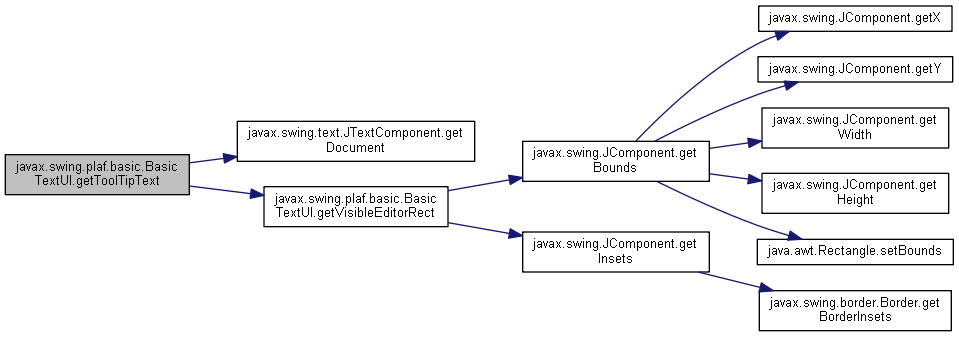 javax.swing.plaf.basic.Basic
TextUI.getToolTipText
javax.swing.text.JTextComponent.get
Document
javax.swing.plaf.basic.Basic
TextUI.getVisibleEditorRect
javax.swing.JComponent.get
Bounds
javax.swing.JComponent.get
Insets
javax.swing.JComponent.getX
javax.swing.JComponent.getY
javax.swing.JComponent.get
Width
javax.swing.JComponent.get
Height
java.awt.Rectangle.setBounds
javax.swing.border.Border.get
BorderInsets